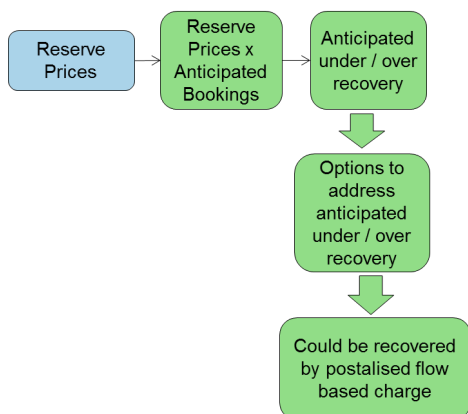 Reserve
Prices
Reserve
Prices x
Anticipated
Bookings
Anticipated
under / over
recovery
Options to
address
anticipated
under / over
recovery
Could be recovered
by postalised flow
based charge